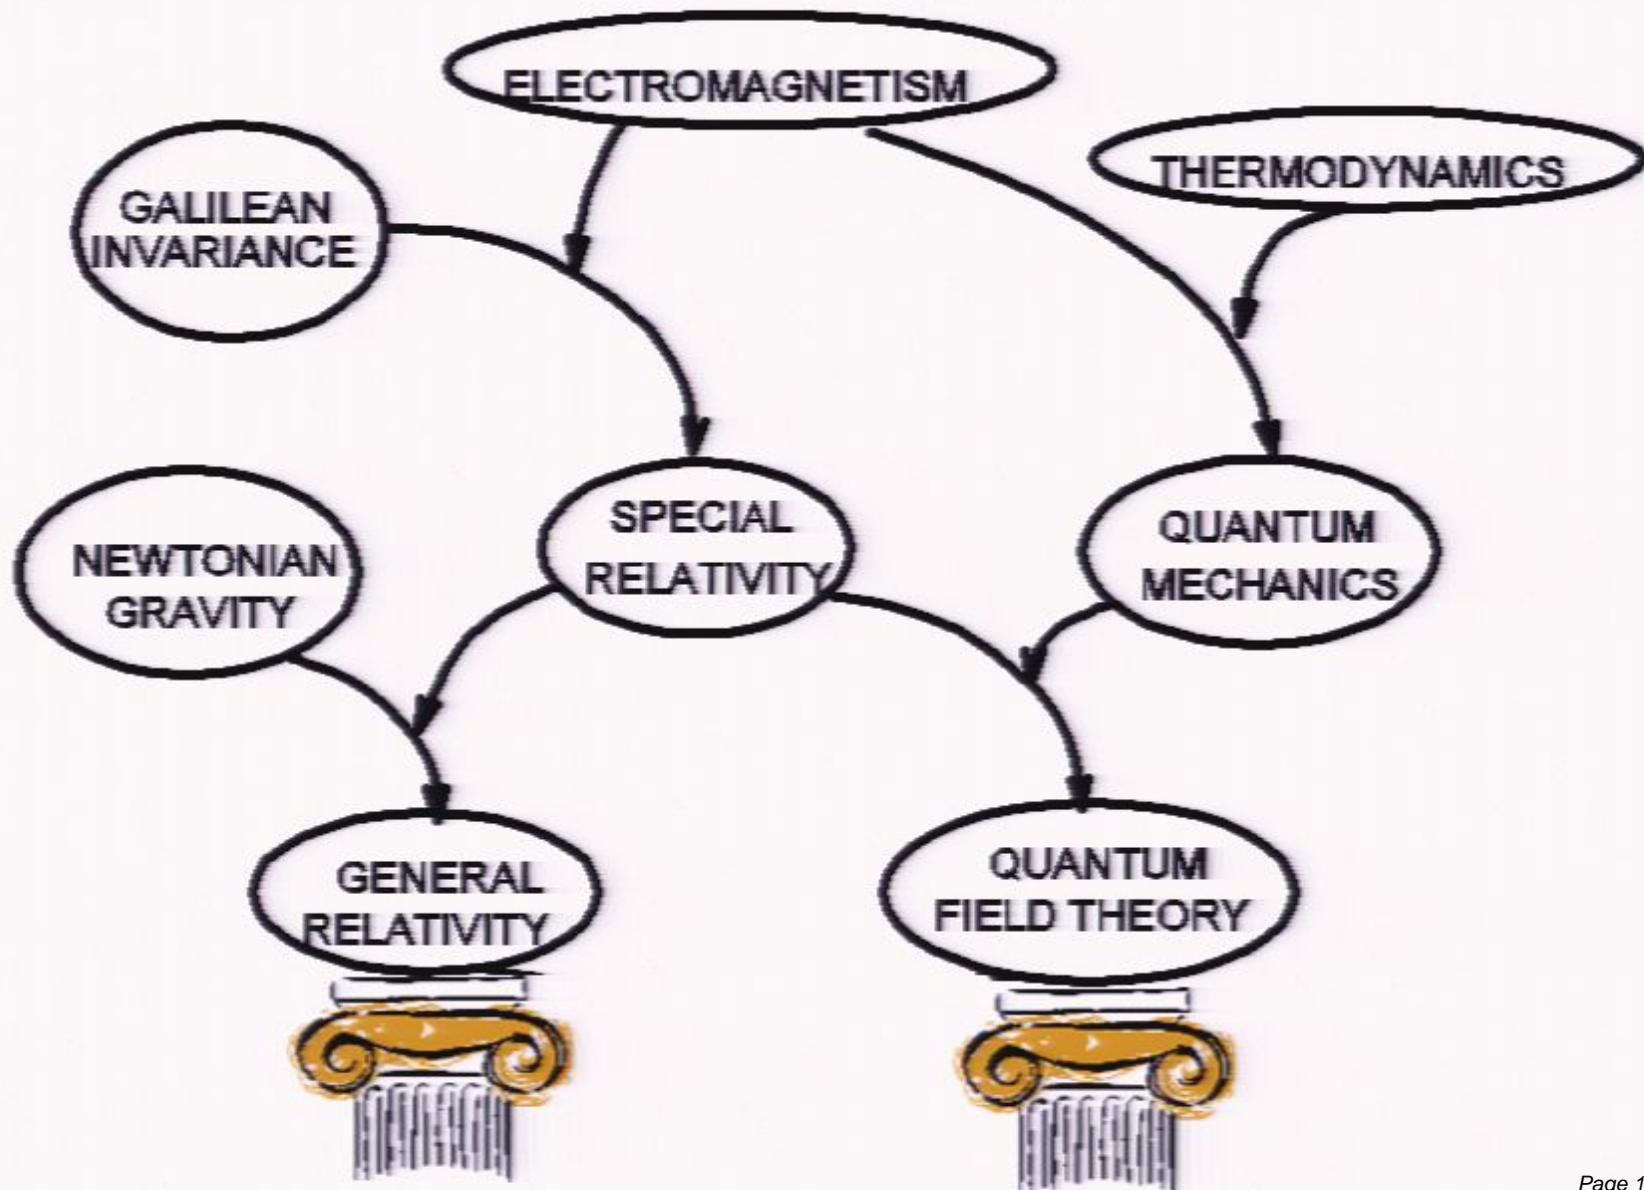 ELECTROMAGNETISM
THERMODYNAMICS
GALILEAN
INVARIANCE
NEWTONIAN
GRAVITY
SPECIAL
RELATIVITY
QUANTUM
MECHANICS
GENERAL
RELATIVITY
QUANTUM
FIELD THEORY
Page 1